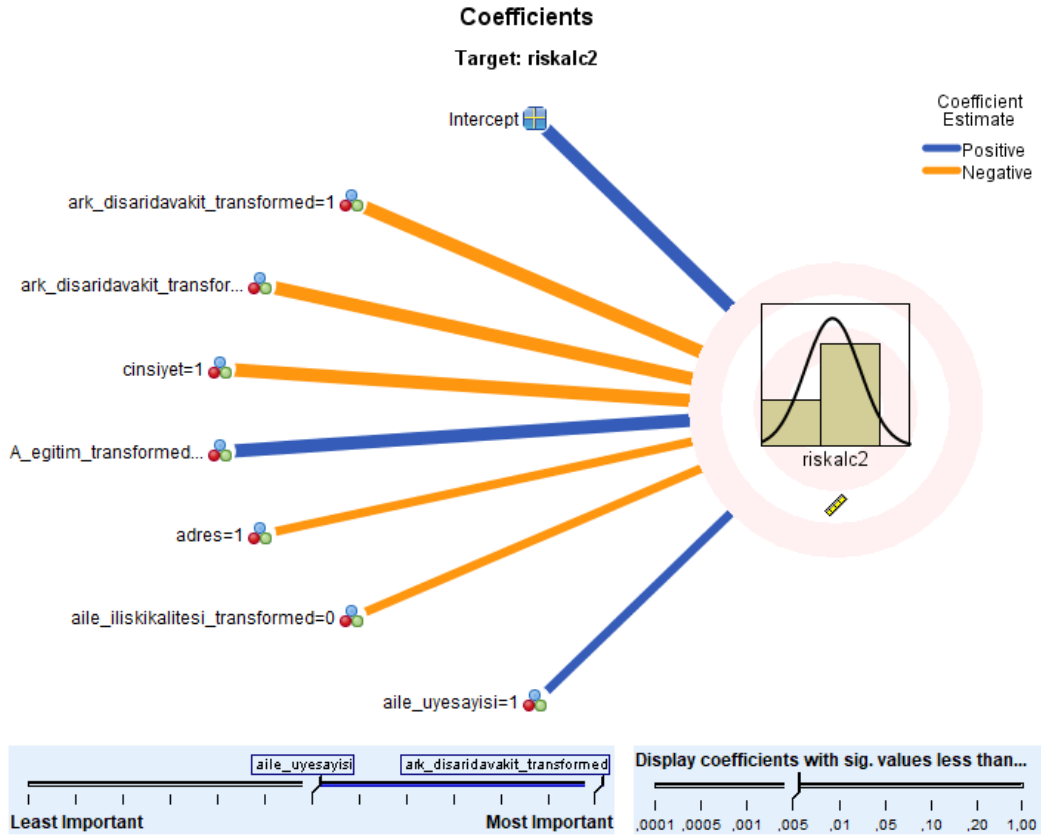 Coefficients
Target: riskalc2
Coefficient
Estimate
Positive
Negative
Intercept
ark_disaridavakit_transformed=1
ark_disaridavakit_transfor...
cinsiyet=1
A_egitim_transformed...
adres=1
aile_iliskikalitesi_transformed=0
aile_uyesayisi=1
riskalc2
aile_uyesayisi ark_disaridavakit_transformed
Least Important Most Important
Display coefficients with sig. values less than...
,0001 ,0005 ,001 ,005 ,01 ,05 ,10 ,20 1,00